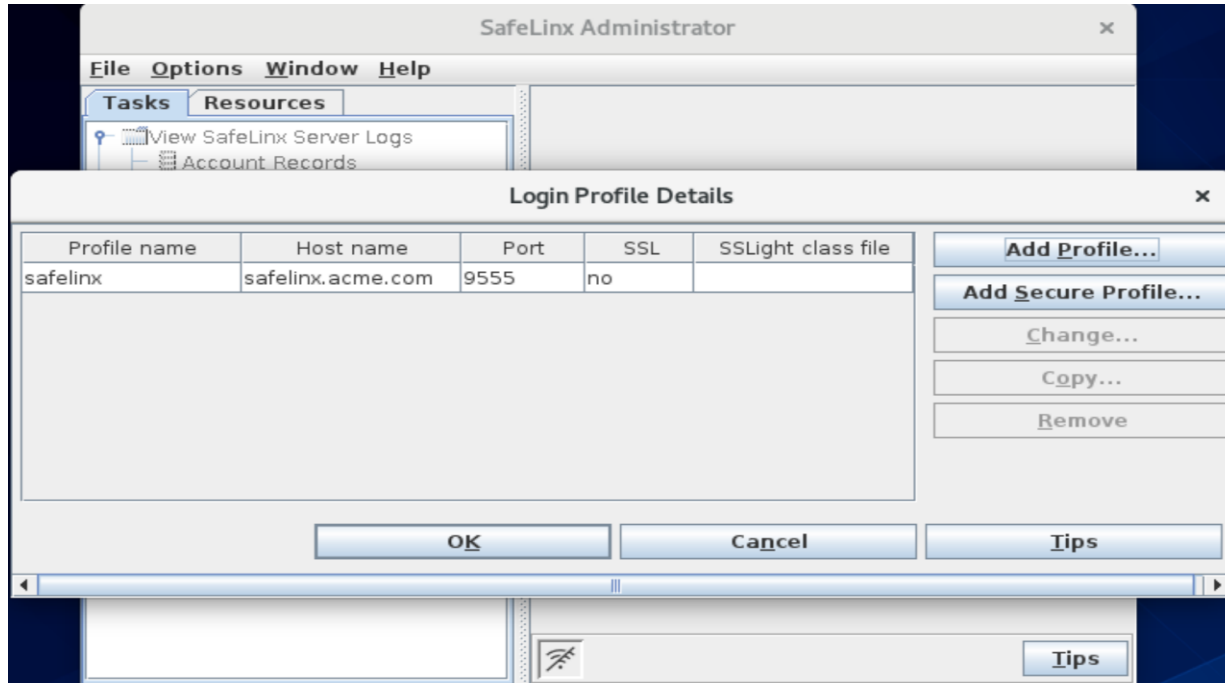 SafeLinx Administrator
File Options Window Help
Tasks Resources
View SafeLinx Server Logs
Account Records
Login Profile Details
Profile name Host name Port SSL SSLight class file
safelinx safelinx.acme.com 9555 no
Add Profile...
Add Secure Profile...
Change...
Copy...
Remove
OK Cancel Tips
Tips